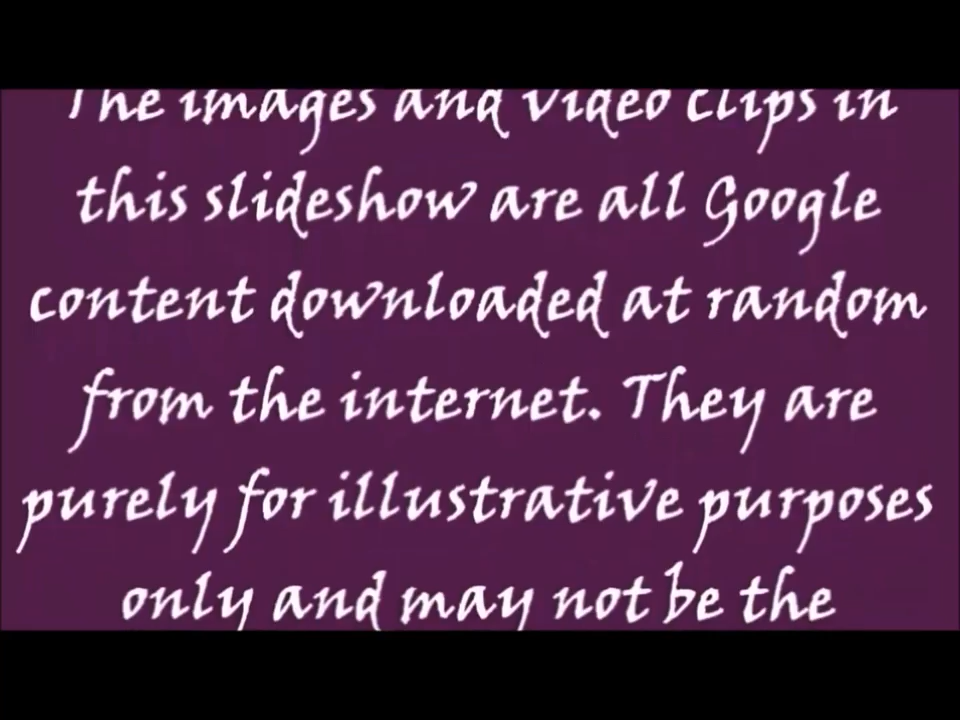 The images and video clips in
this slideshow are all Google
content downloaded at random
from the internet. They are
purely for illustrative purposes
only and may not be the